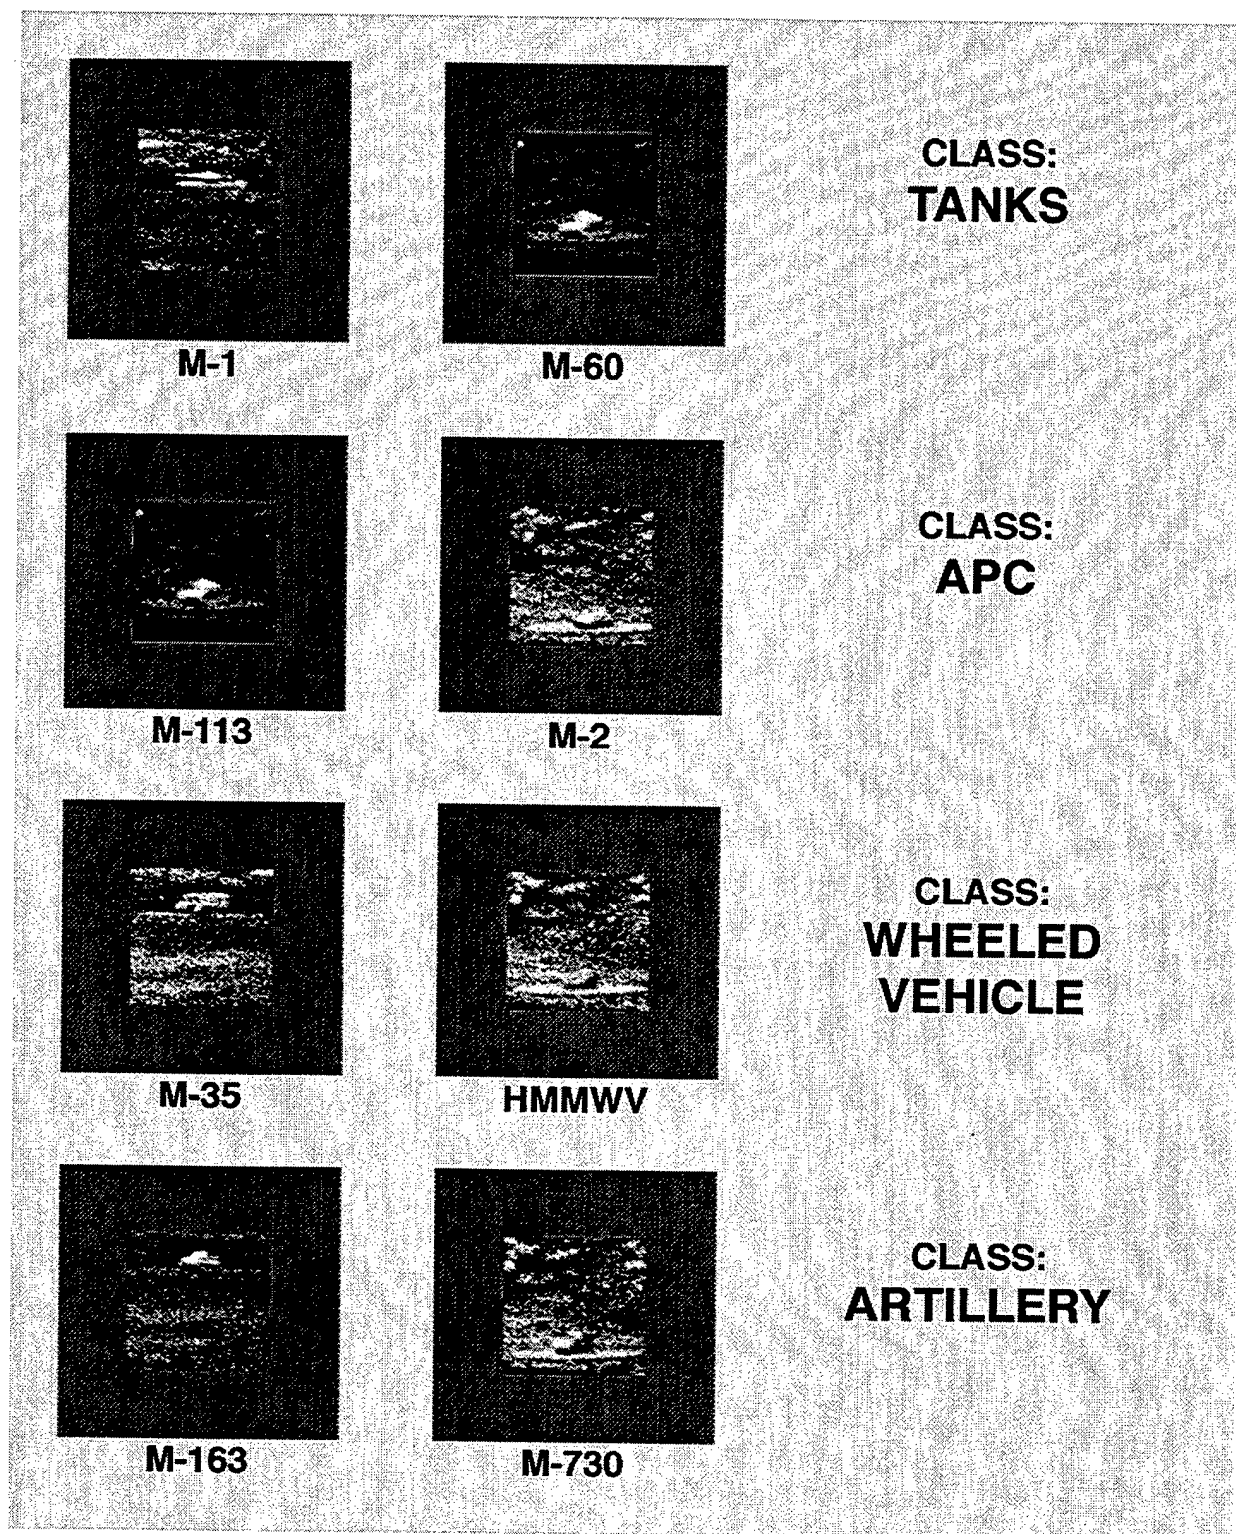 CLASS:
TANKS
M-1
M-60
CLASS:
APC
M-113
M-2
CLASS:
WHEELED
VEHICLE
M-35
HMMWV
CLASS:
ARTILLERY
M-163
M-730